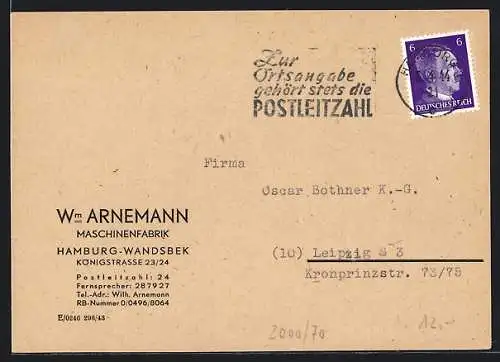 Zur
Ortsangabe
gehört stets die
POSTLEITZAHL
6 6
DEUTSCHES REICH
Firma
Oscar Bothner K.-G.
(10) Leipzig S 3
Kronprinzstr. 73/75
Wm ARNEMANN
MASCHINENFABRIK
HAMBURG-WANDSBEK
KÖNIGSTRASSE 23/24
Postleitzahl: 24
Fernsprecher: 287927
Tel.-Adr.: Wilh. Arnemann
RB-Nummer 0/0496/8064
E/0246 298/43
2000/70
12.-